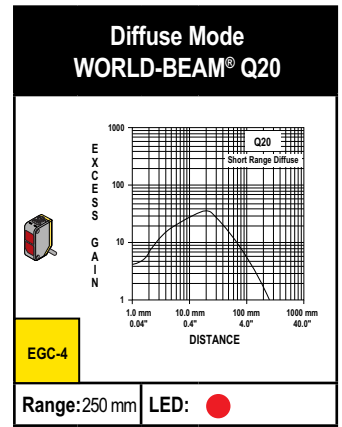 Diffuse Mode
WORLD-BEAM® Q20
EXCESS GAIN
1000
100
10
1
Q20
Short Range Diffuse
1.0 mm 10.0 mm 100 mm 1000 mm
0.04" 0.4" 4.0" 40.0"
DISTANCE
EGC-4
Range: 250 mm LED: